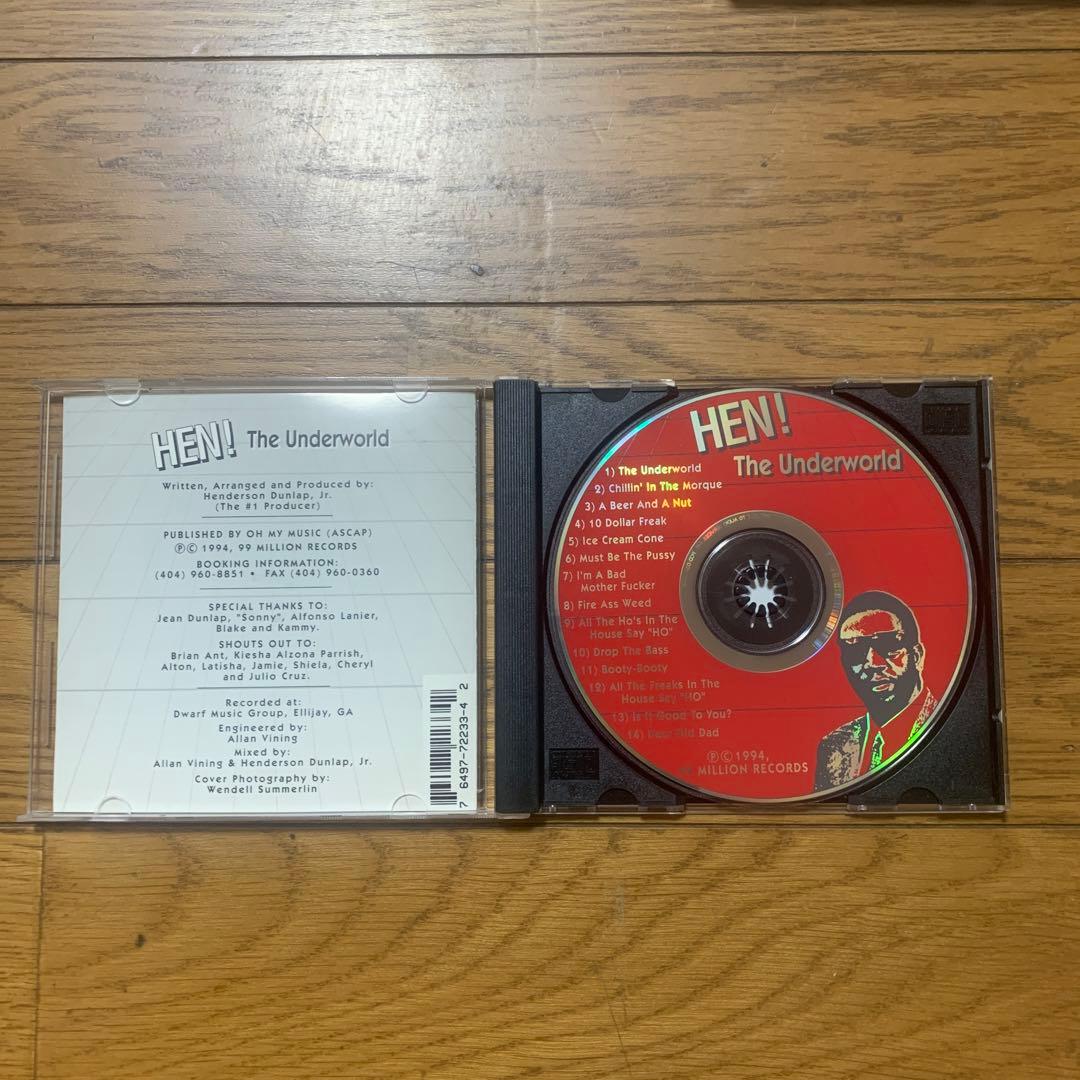 HEN! The Underworld
Written, Arranged and Produced by:
Henderson Dunlap, Jr.
(The #1 Producer)
PUBLISHED BY OH MY MUSIC (ASCAP)
Ⓟ© 1994, 99 MILLION RECORDS
BOOKING INFORMATION:
(404) 960-8851 • FAX (404) 960-0360
SPECIAL THANKS TO:
Jean Dunlap, "Sonny", Alfonso Lanier,
Blake and Kammy.
SHOUTS OUT TO:
Brian Ant, Kiesha Alzona Parrish,
Alton, Latisha, Jamie, Shiela, Cheryl
and Julio Cruz.
Recorded at:
Dwarf Music Group, Ellijay, GA
Engineered by:
Allan Vining
Mixed by:
Allan Vining & Henderson Dunlap, Jr.
Cover Photography by:
Wendell Summerlin
7 6497-72233-4 2
HEN!
The Underworld
1) The Underworld
2) Chillin' In The Morque
3) A Beer And A Nut
4) 10 Dollar Freak
5) Ice Cream Cone
6) Must Be The Pussy
7) I'm A Bad
Mother Fucker
8) Fire Ass Weed
9) All The Ho's In The
House Say "HO"
10) Drop The Bass
11) Booty-Booty
12) All The Freaks In The
House Say "HO"
13) Is It Good To You?
14) Dear Old Dad
Ⓟ© 1994,
99 MILLION RECORDS